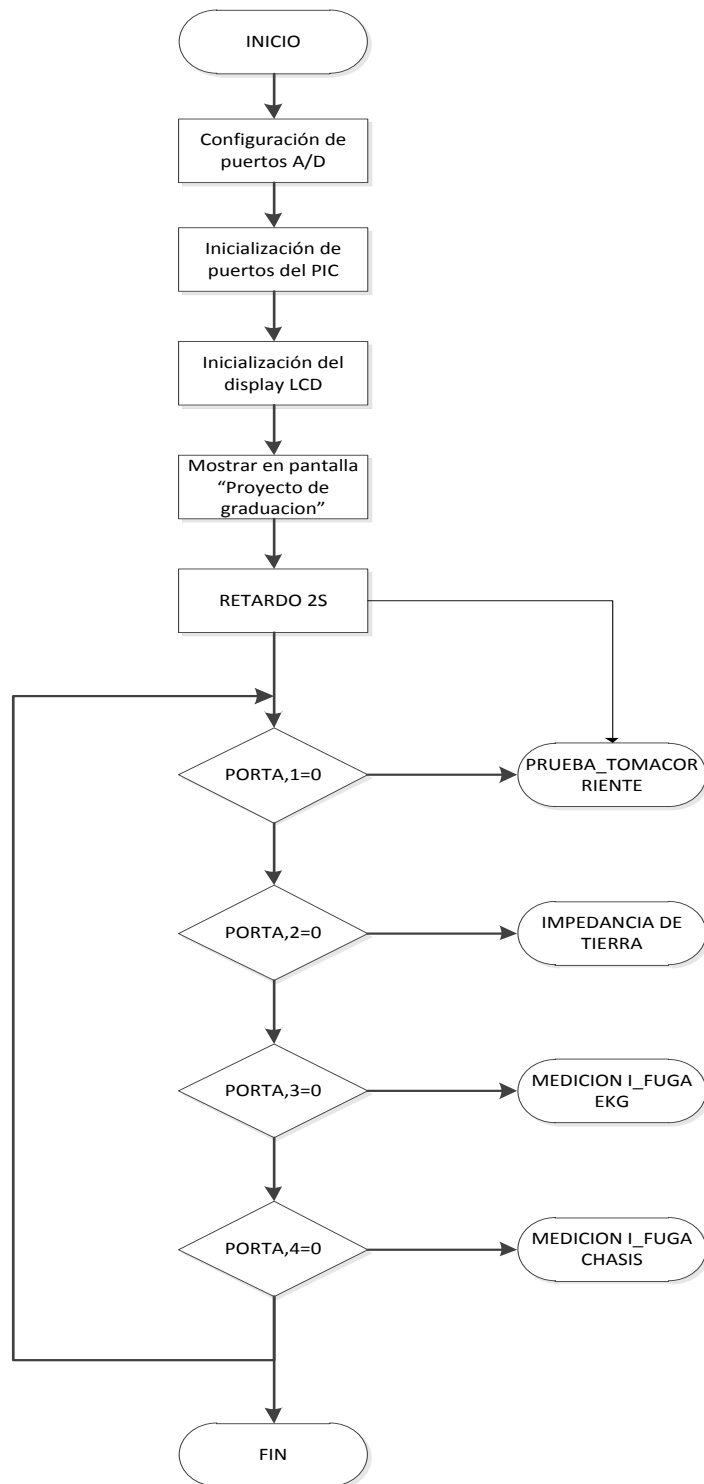 INICIO
Configuración de
puertos A/D
Inicialización de
puertos del PIC
Inicialización del
display LCD
Mostrar en pantalla
“Proyecto de
graduacion”
RETARDO 2S
PORTA,1=0
PRUEBA_TOMACOR
RIENTE
PORTA,2=0
IMPEDANCIA DE
TIERRA
PORTA,3=0
MEDICION I_FUGA
EKG
PORTA,4=0
MEDICION I_FUGA
CHASIS
FIN